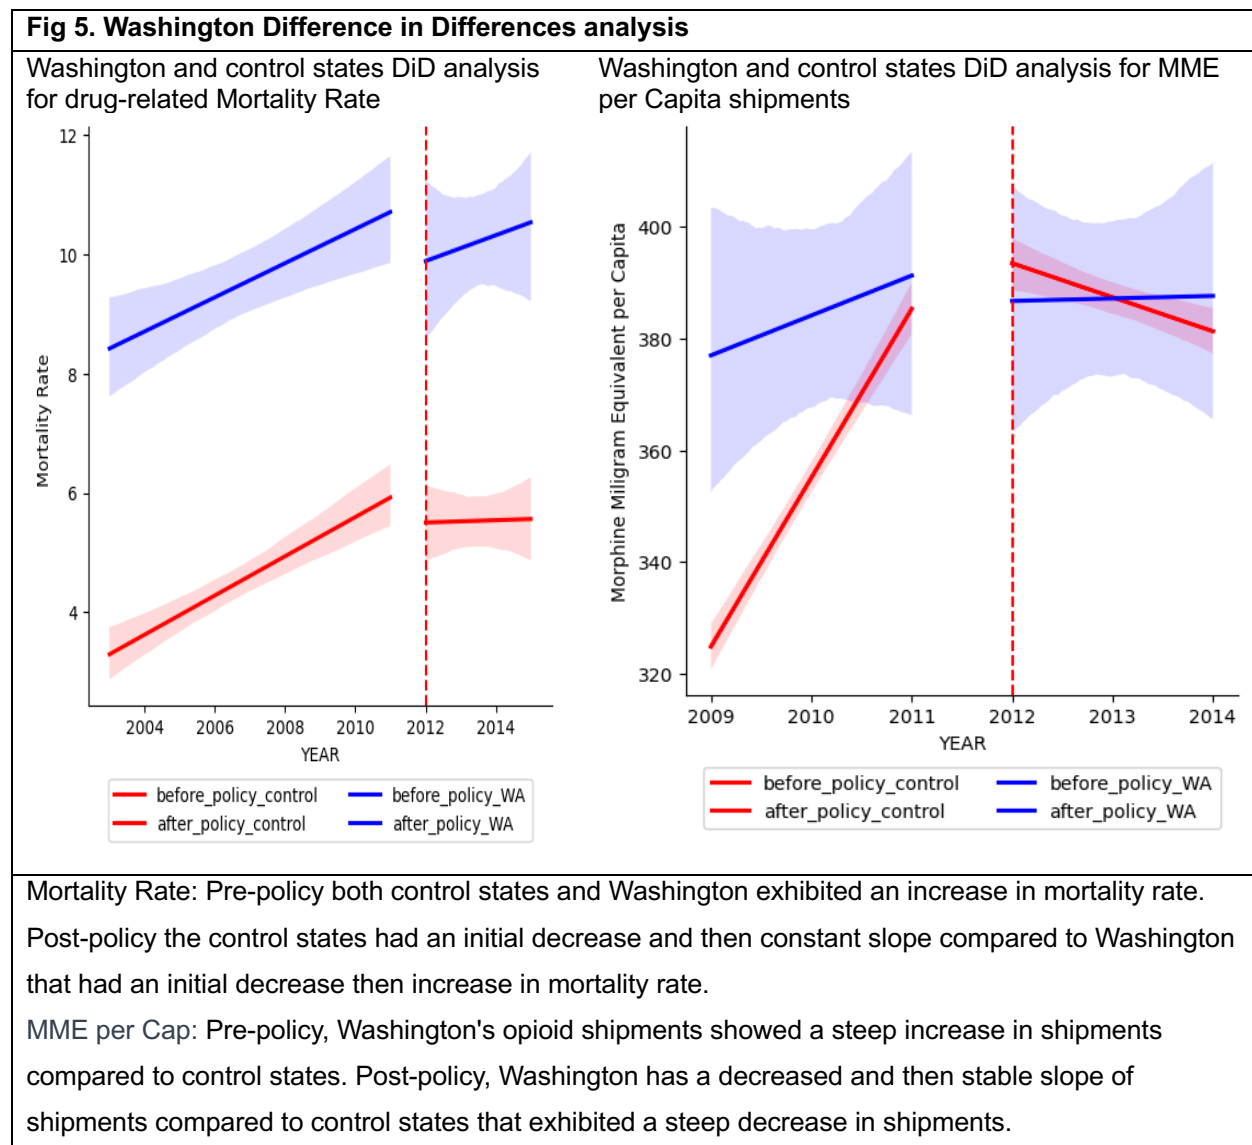 Fig 5. Washington Difference in Differences analysis
Washington and control states DiD analysis
for drug-related Mortality Rate
12
10
8
6
4
Mortality Rate
2004 2006 2008 2010 2012 2014
YEAR
before_policy_control before_policy_WA
after_policy_control after_policy_WA
Washington and control states DiD analysis for MME
per Capita shipments
400
380
360
340
320
Morphine Miligram Equivalent per Capita
2009 2010 2011 2012 2013 2014
YEAR
before_policy_control before_policy_WA
after_policy_control after_policy_WA
Mortality Rate: Pre-policy both control states and Washington exhibited an increase in mortality rate.
Post-policy the control states had an initial decrease and then constant slope compared to Washington
that had an initial decrease then increase in mortality rate.
MME per Cap: Pre-policy, Washington's opioid shipments showed a steep increase in shipments
compared to control states. Post-policy, Washington has a decreased and then stable slope of
shipments compared to control states that exhibited a steep decrease in shipments.